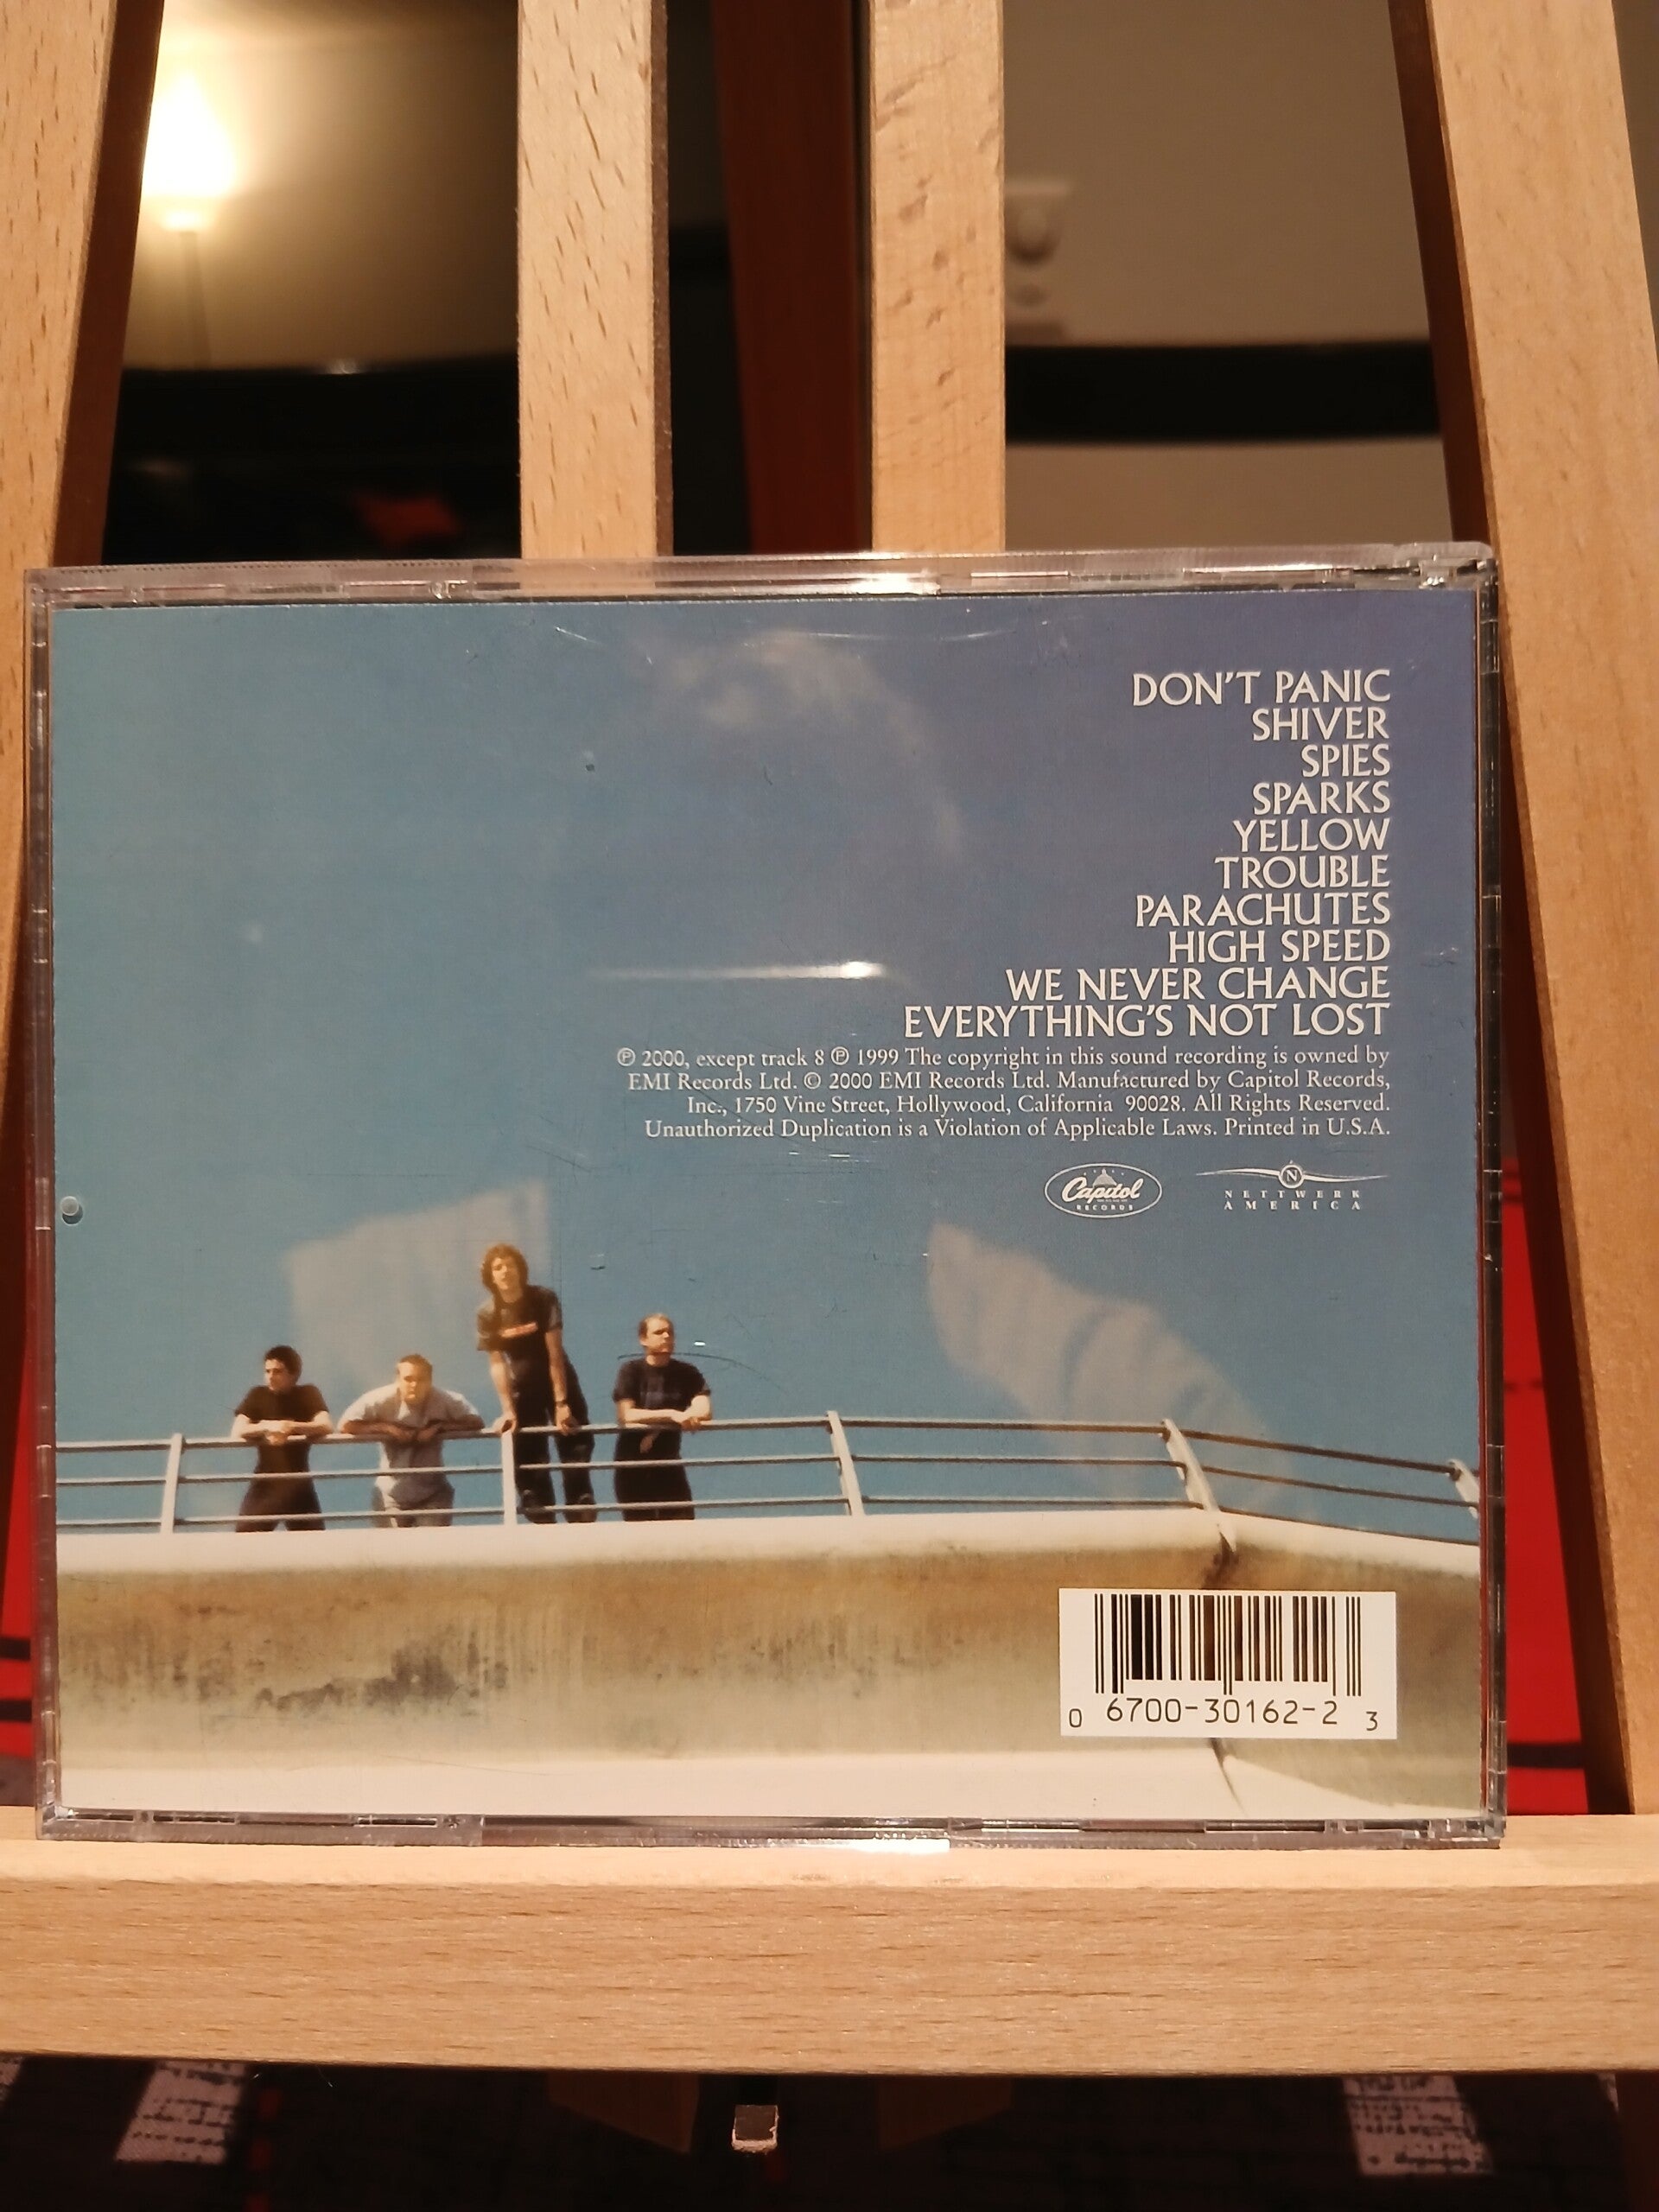 DON'T PANIC
SHIVER
SPIES
SPARKS
YELLOW
TROUBLE
PARACHUTES
HIGH SPEED
WE NEVER CHANGE
EVERYTHING'S NOT LOST
℗ 2000, except track 8 ℗ 1999 The copyright in this sound recording is owned by
EMI Records Ltd. © 2000 EMI Records Ltd. Manufactured by Capitol Records,
Inc., 1750 Vine Street, Hollywood, California 90028. All Rights Reserved.
Unauthorized Duplication is a Violation of Applicable Laws. Printed in U.S.A.
Capitol
RECORDS
N
NETTWERK
AMERICA
0 6700-30162-2 3